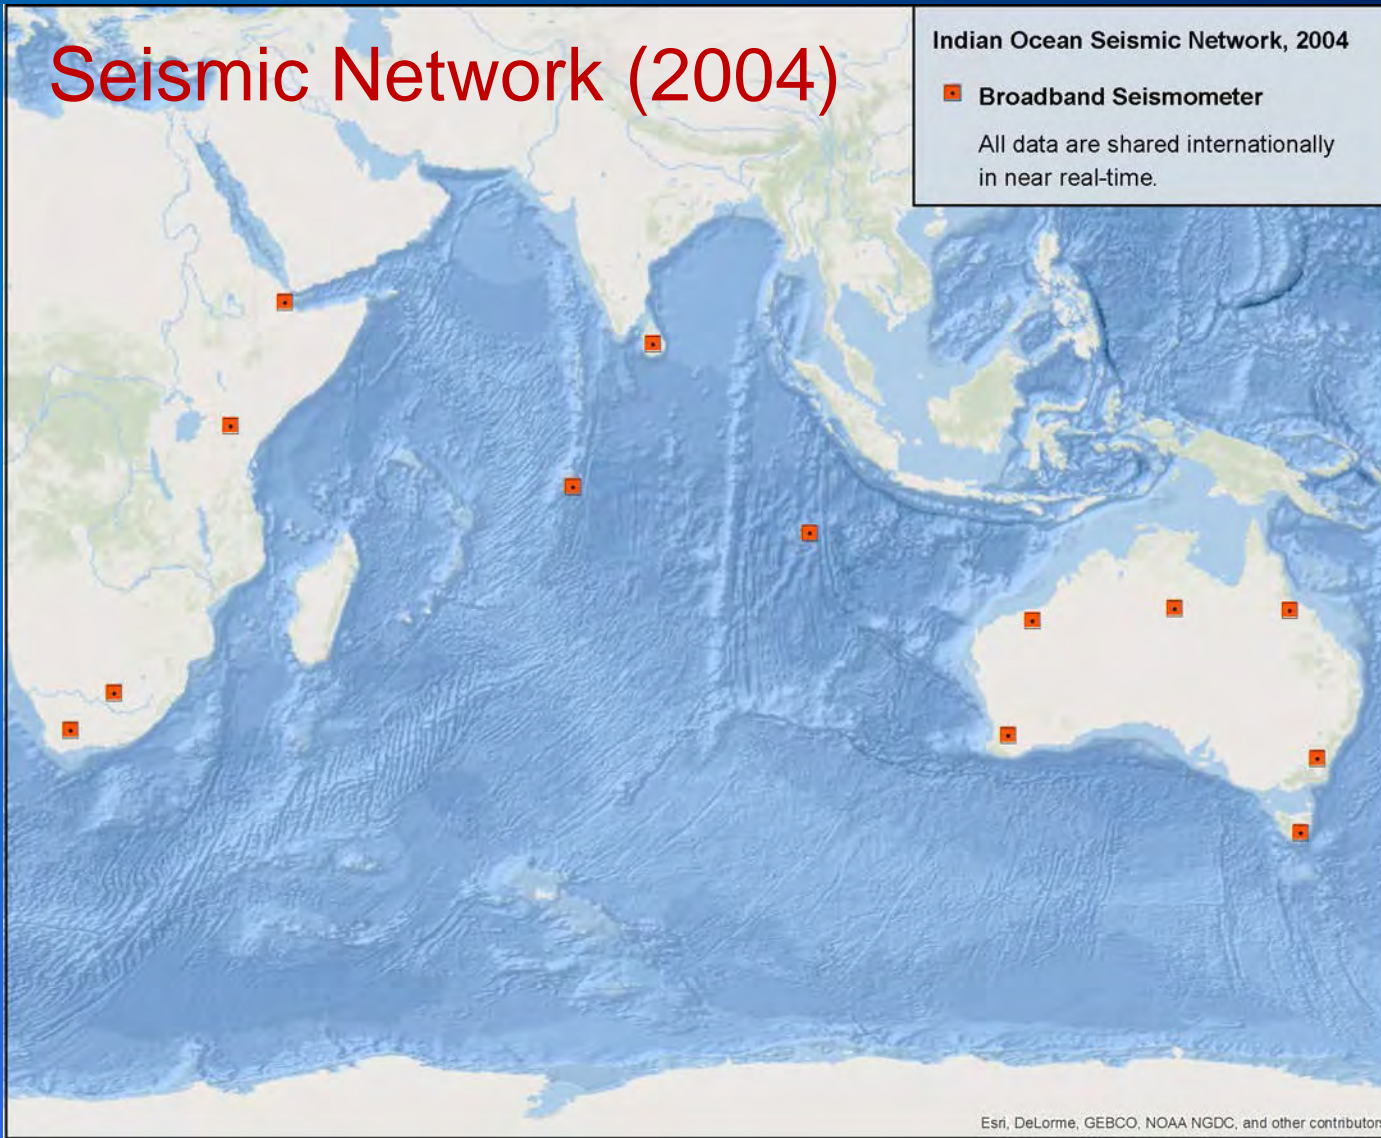 Seismic Network (2004)
Indian Ocean Seismic Network, 2004
Broadband Seismometer
All data are shared internationally
in near real-time.
Esri, DeLorme, GEBCO, NOAA NGDC, and other contributors